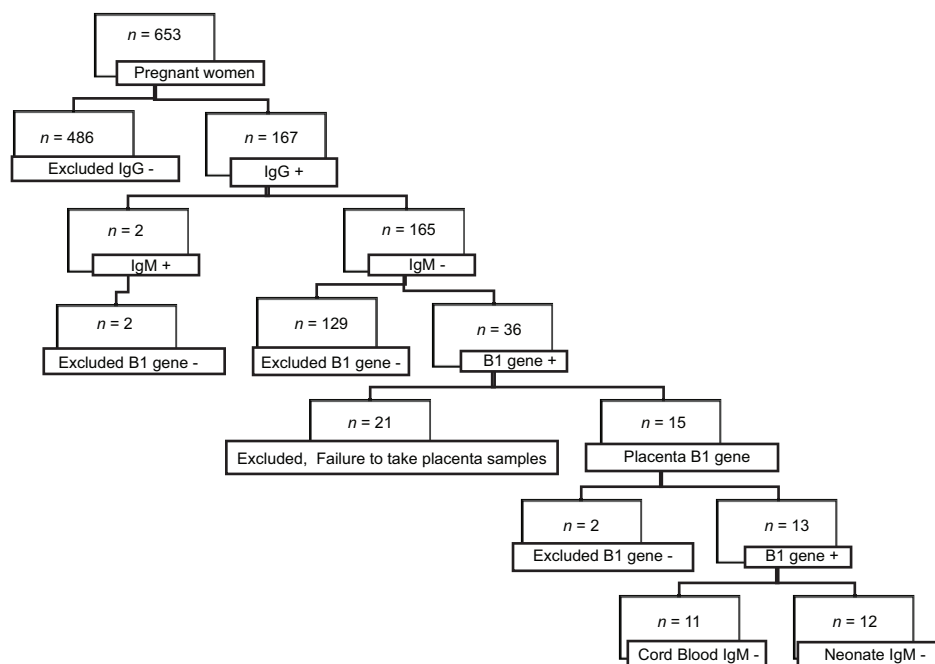 n = 653
Pregnant women
n = 486
Excluded IgG -
n = 167
IgG +
n = 2
IgM +
n = 165
IgM -
n = 2
Excluded B1 gene -
n = 129
Excluded B1 gene -
n = 36
B1 gene +
n = 21
Excluded, Failure to take placenta samples
n = 15
Placenta B1 gene
n = 2
Excluded B1 gene -
n = 13
B1 gene +
n = 11
Cord Blood IgM -
n = 12
Neonate IgM -